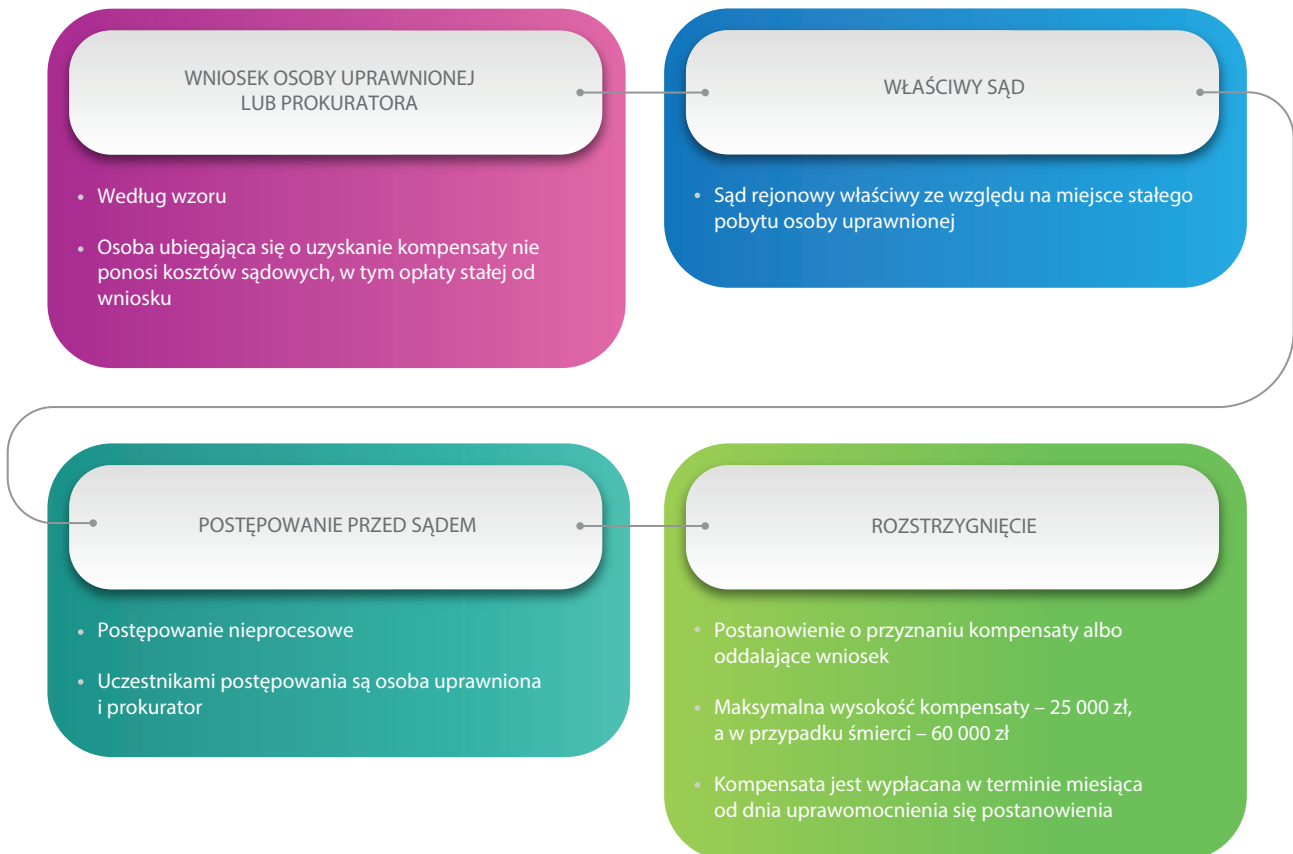 WNIOSEK OSOBY UPRAWNIONEJ
LUB PROKURATORA
• Według wzoru
• Osoba ubiegająca się o uzyskanie kompensaty nie
ponosi kosztów sądowych, w tym opłaty stałej od
wniosku
WŁAŚCIWY SĄD
• Sąd rejonowy właściwy ze względu na miejsce stałego
pobytu osoby uprawnionej
POSTĘPOWANIE PRZED SĄDEM
• Postępowanie nieprocesowe
• Uczestnikami postępowania są osoba uprawniona
i prokurator
ROZSTRZYGNIĘCIE
• Postanowienie o przyznaniu kompensaty albo
oddalające wniosek
• Maksymalna wysokość kompensaty – 25 000 zł,
a w przypadku śmierci – 60 000 zł
• Kompensata jest wypłacana w terminie miesiąca
od dnia uprawomocnienia się postanowienia